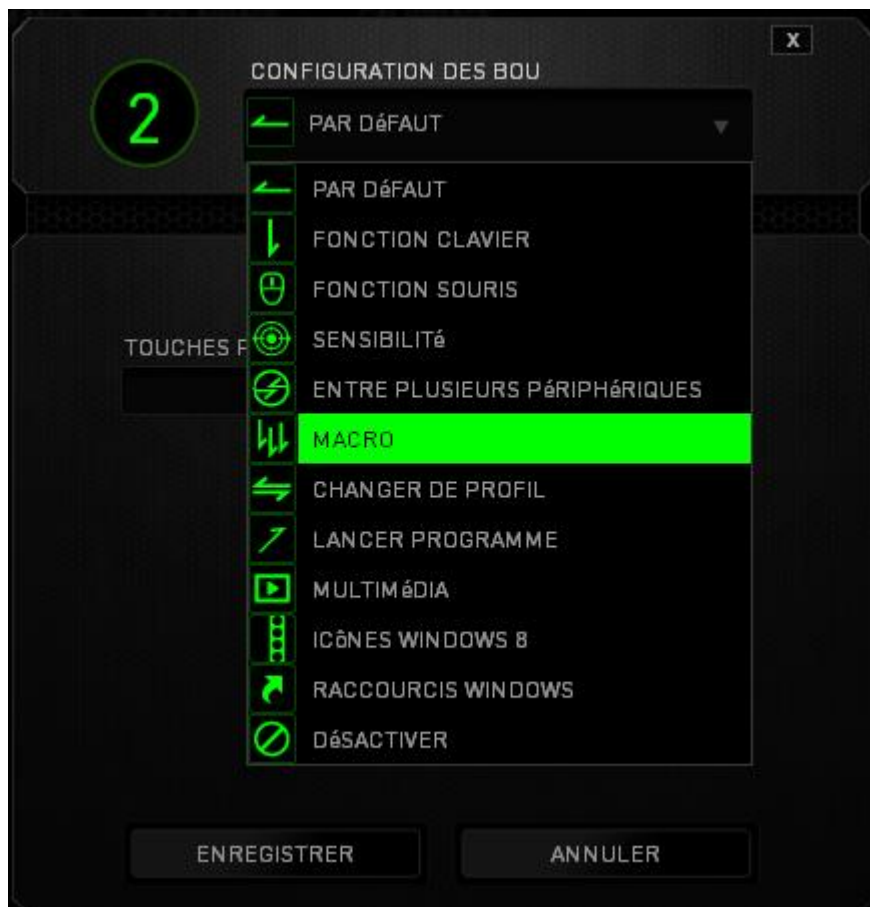 X
CONFIGURATION DES BOU
2
PAR DéFAUT
PAR DéFAUT
FONCTION CLAVIER
FONCTION SOURIS
SENSIBILITé
TOUCHES
ENTRE PLUSIEURS PéRIPHéRIQUES
MACRO
CHANGER DE PROFIL
LANCER PROGRAMME
MULTIMéDIA
ICôNES WINDOWS 8
RACCOURCIS WINDOWS
DéSACTIVER
ENREGISTRER
ANNULER